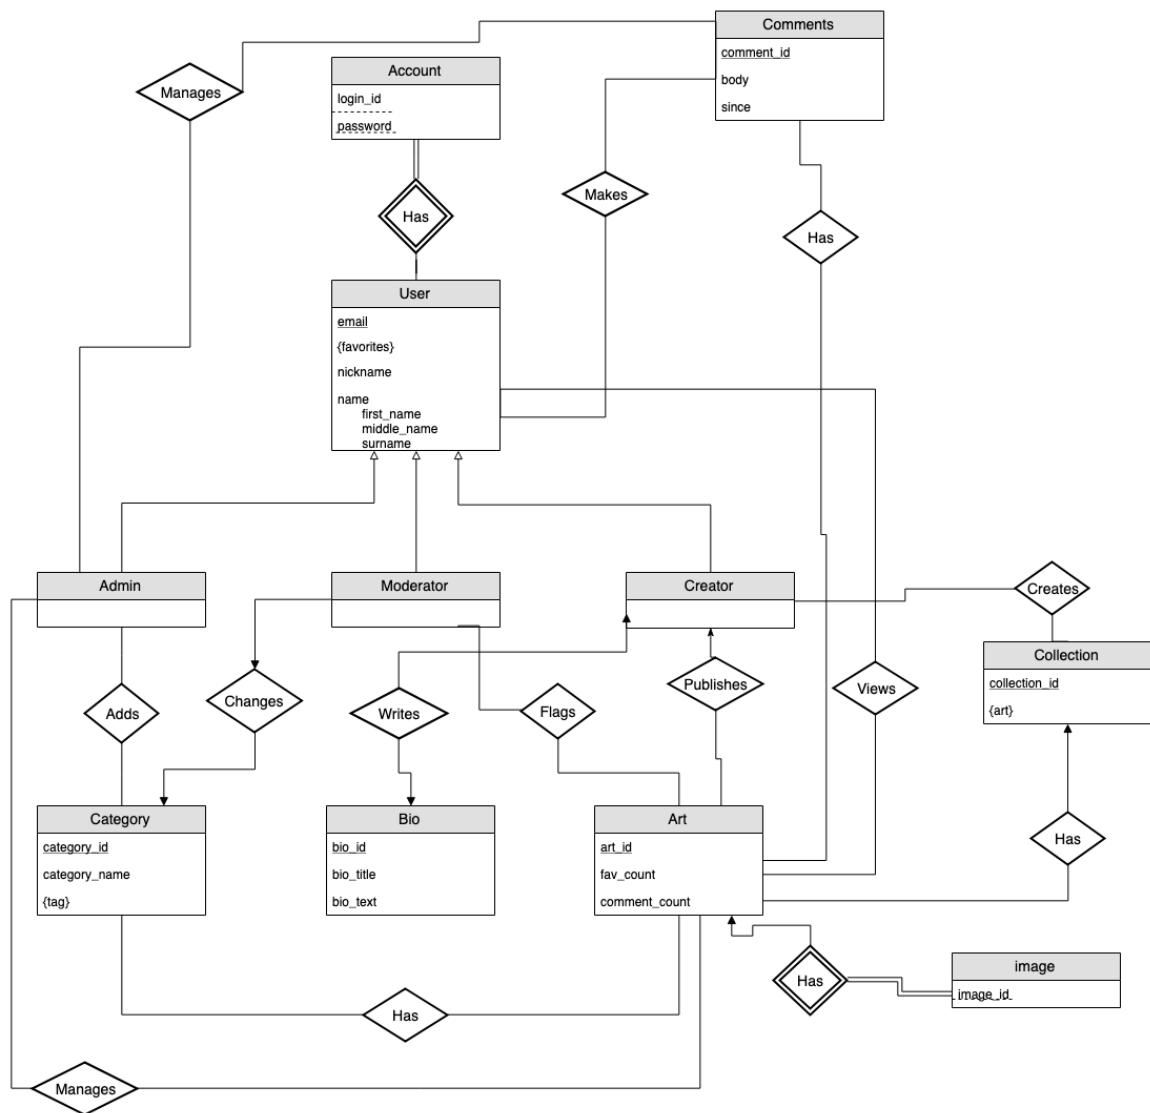 Comments
comment_id
body
since
Manages
Account
login_id
password
Makes
Has
Has
User
email
{favorites}
nickname
name
first_name
middle_name
surname
Admin
Moderator
Creator
Creates
Collection
collection_id
{art}
Adds
Changes
Writes
Flags
Publishes
Views
Category
category_id
category_name
{tag}
Bio
bio_id
bio_title
bio_text
Art
art_id
fav_count
comment_count
Has
Has
image
image_id
Has
Manages